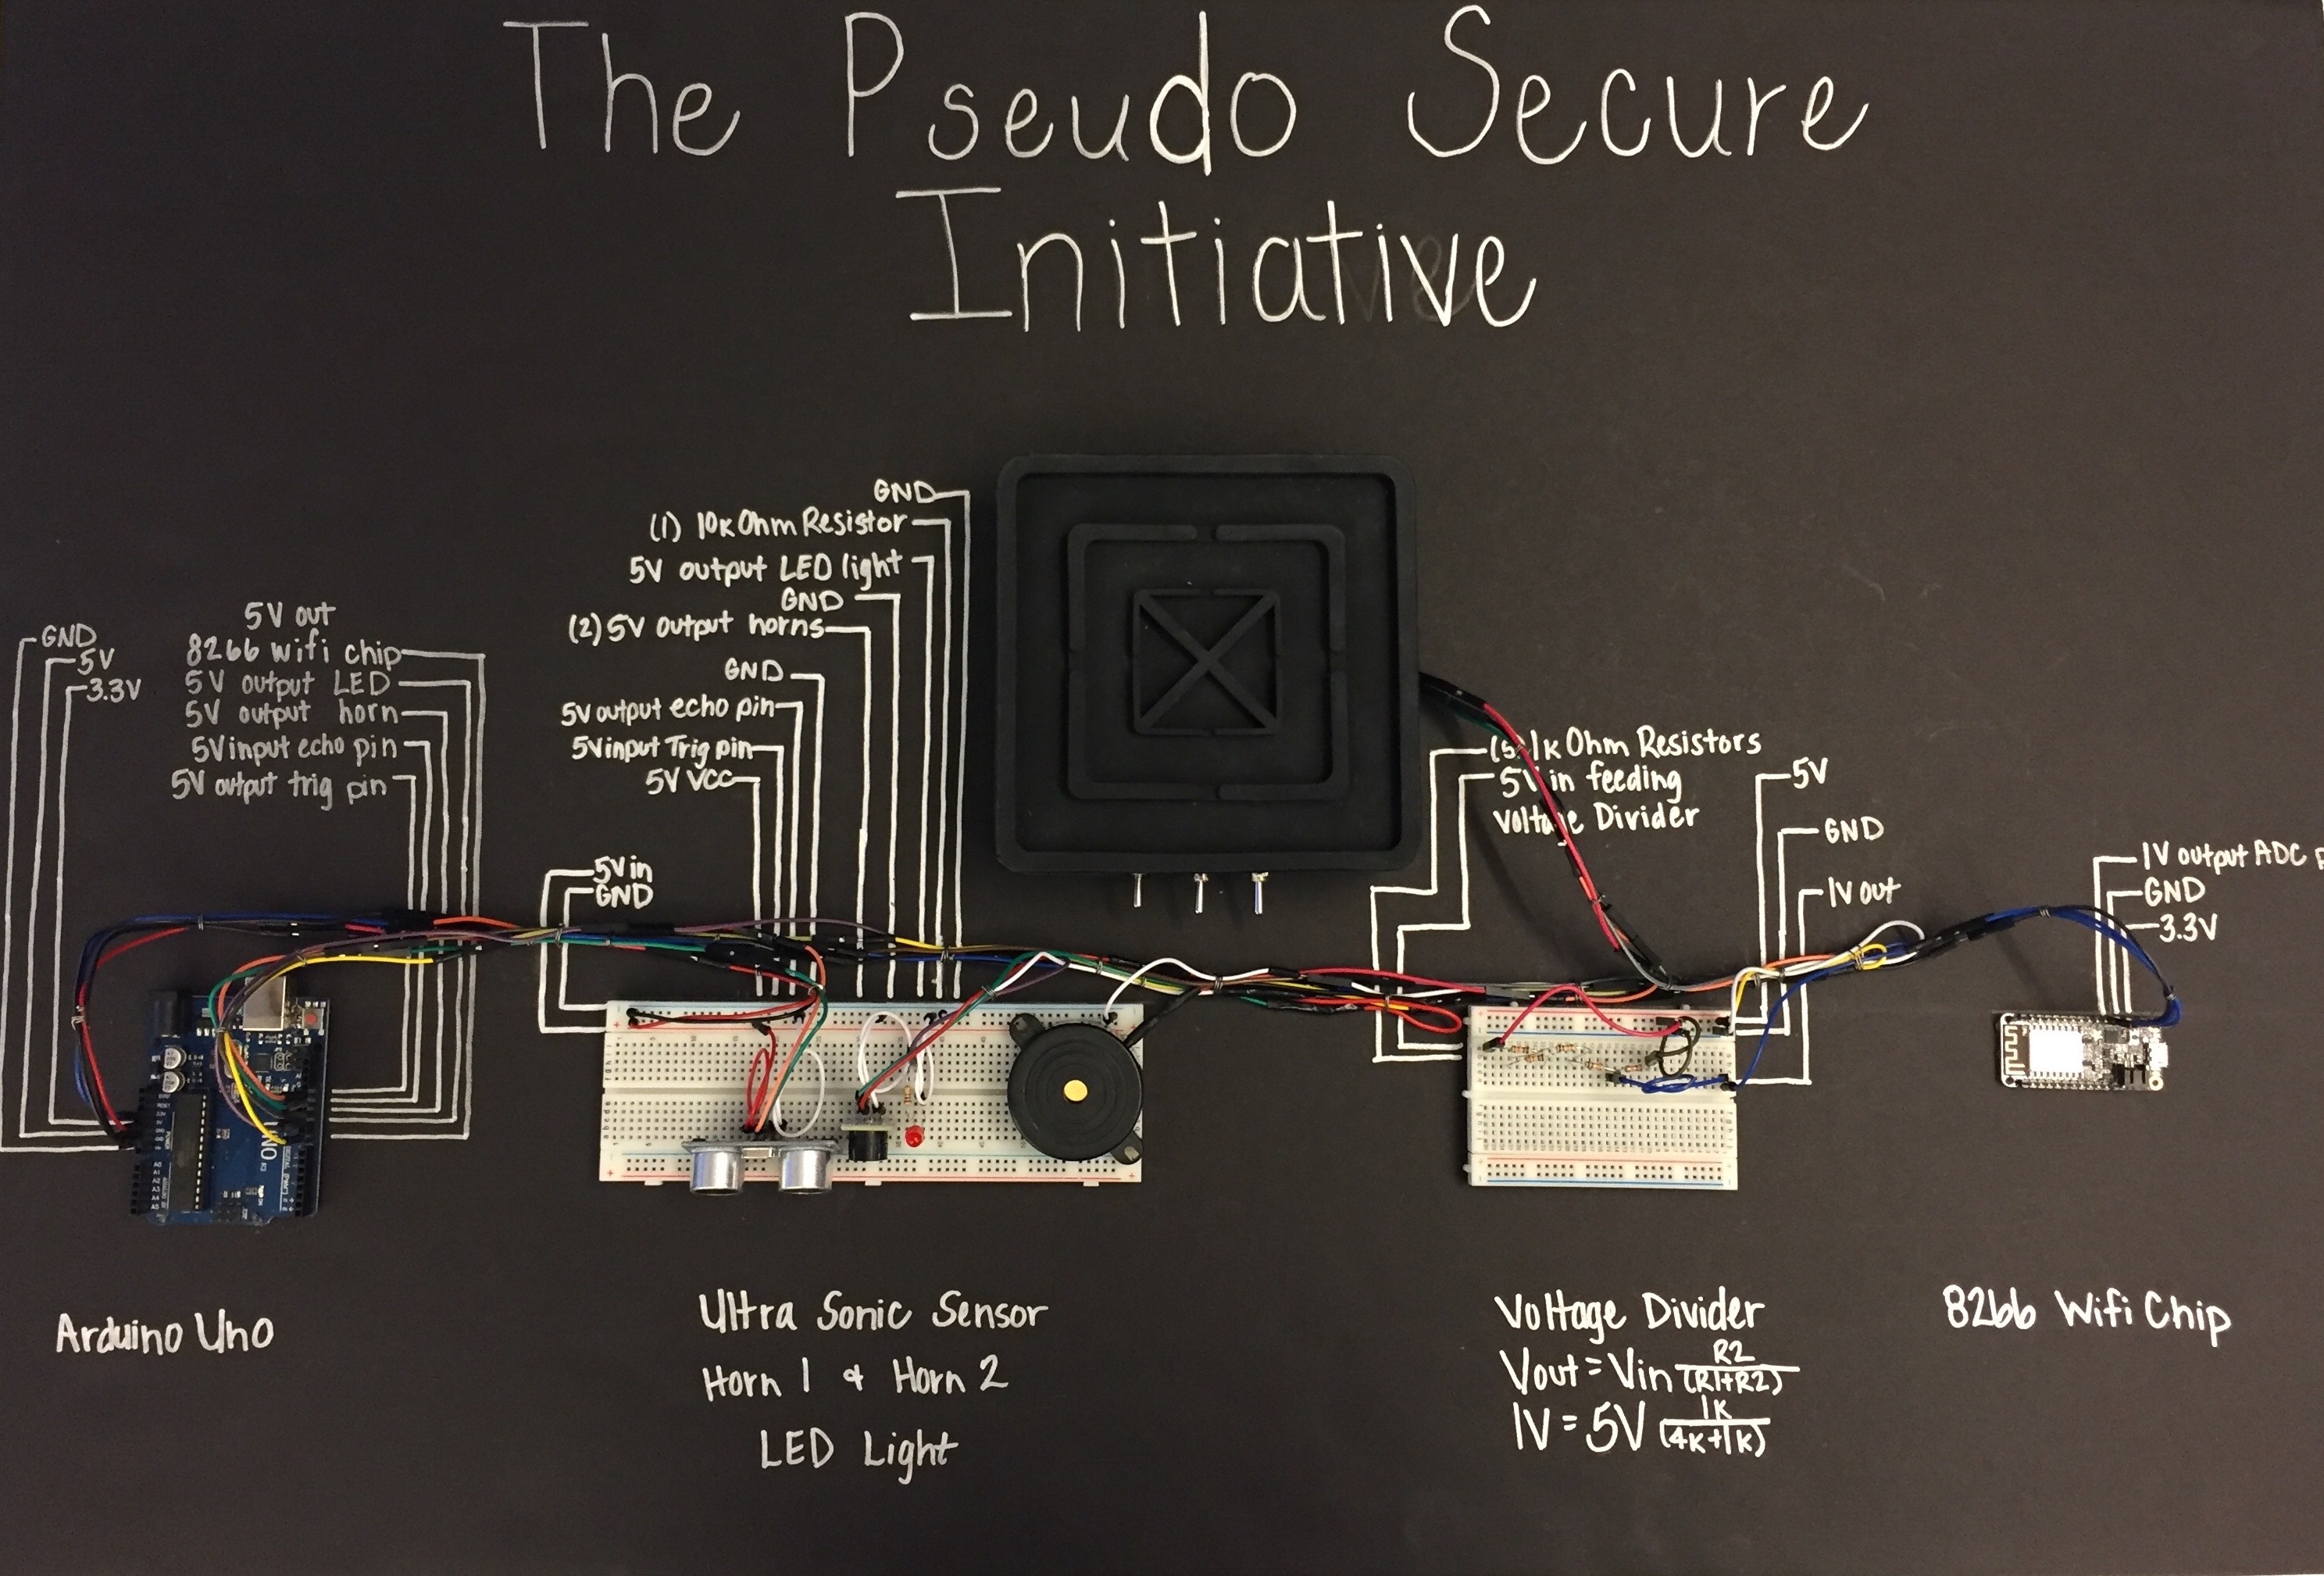 The Pseudo Secure
Initiative
GND
5V
3.3V
5V out
8266 wifi chip
5V output LED
5V output horn
5V input echo pin
5V output trig pin
GND
(1) 10K Ohm Resistor
5V output LED light
GND
(2) 5V output horns
GND
5V output echo pin
5V input Trig pin
5V VCC
5V in
GND
(5) 1K Ohm Resistors
5V in feeding
Voltage Divider
5V
GND
1V out
1V output ADC
GND
3.3V
UNO
Arduino Uno
Ultra Sonic Sensor
Horn 1 & Horn 2
LED Light
Voltage Divider
Vout = Vin R2/(R1+R2)
1V = 5V 1K/(4K+1K)
8266 Wifi Chip